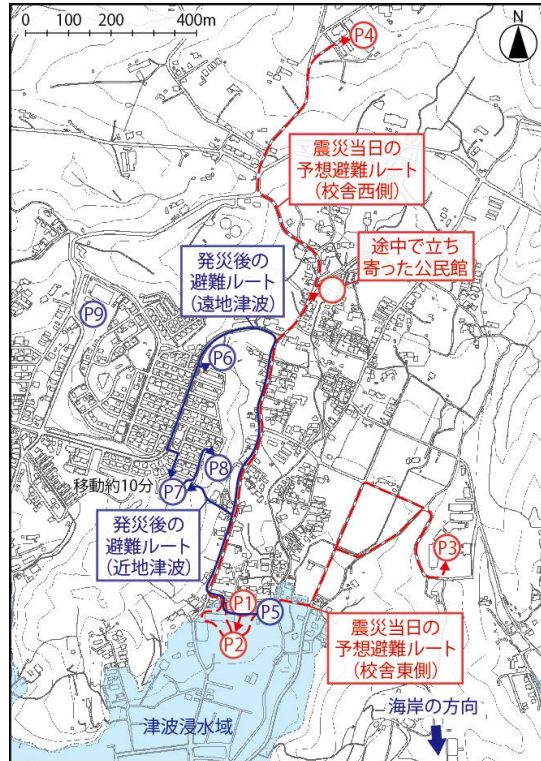 0 100 200 400m
N
P4
震災当日の
予想避難ルート
(校舎西側)
途中で立ち
寄った公民館
発災後の
避難ルート
(遠地津波)
P9
P6
P8
移動約10分
P7
発災後の
避難ルート
(近地津波)
P3
P1
P5
P2
震災当日の
予想避難ルート
(校舎東側)
津波浸水域
海岸の方向